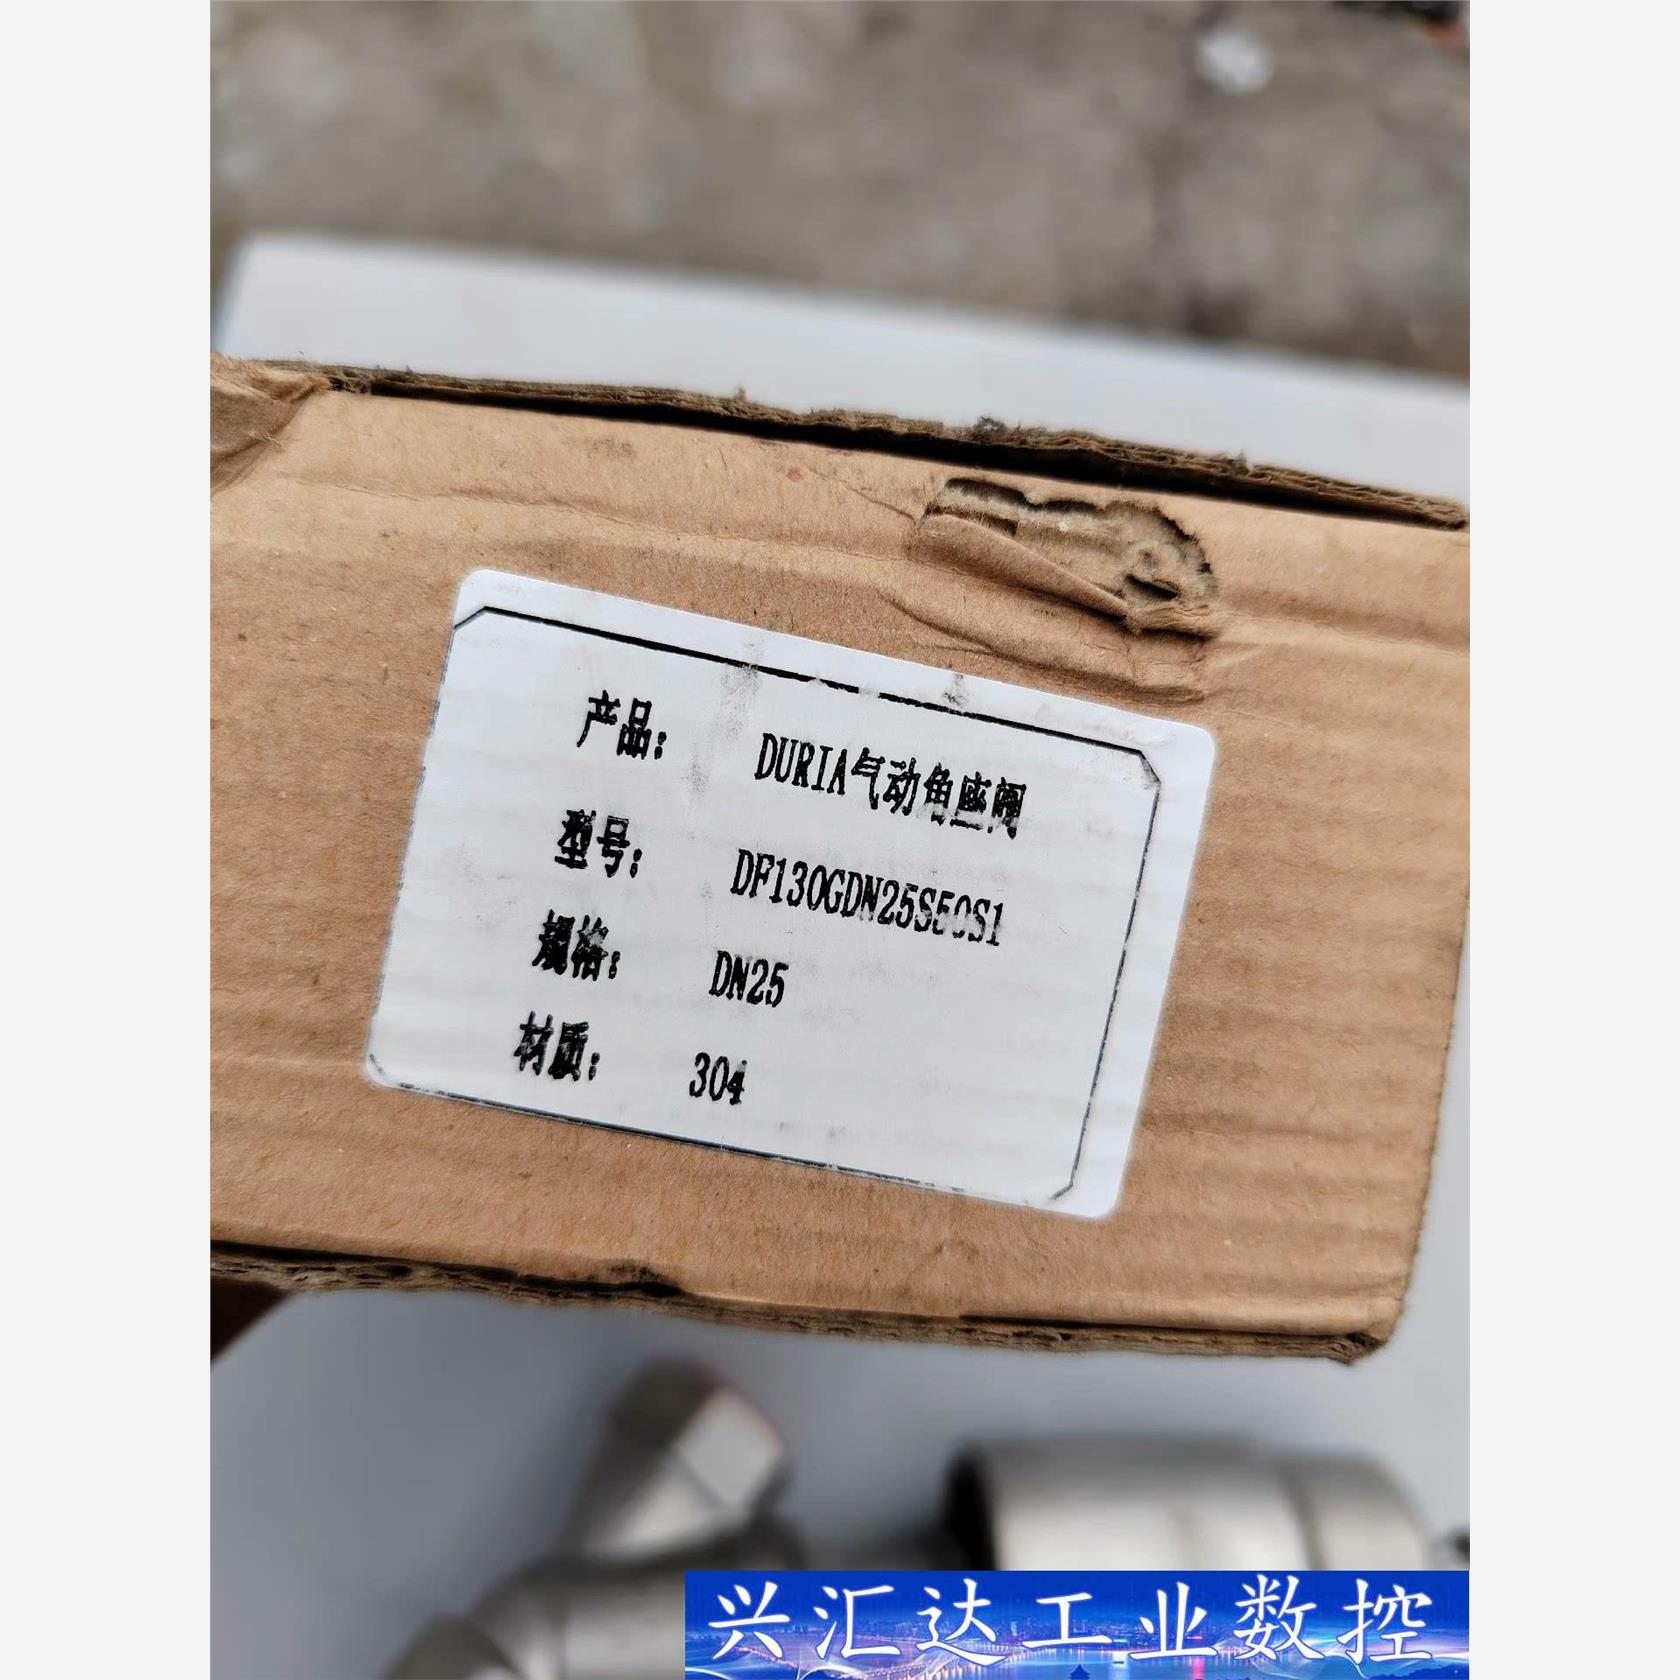 产品： DURIA气动角座阀
型号： DF130GDN25S50S1
规格： DN25
材质： 304
兴汇达工业数控